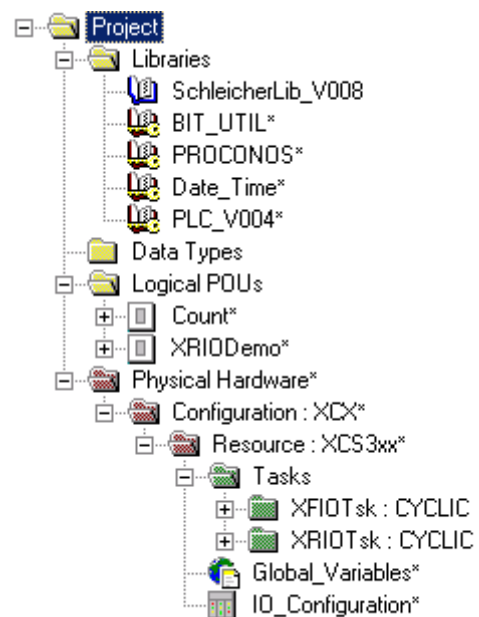 Project
Libraries
SchleicherLib_V008
BIT_UTIL*
PROCONOS*
Date_Time*
PLC_V004*
Data Types
Logical POUs
Count*
XRIODemo*
Physical Hardware*
Configuration : XCX*
Resource : XCS3xx*
Tasks
XFIOTsk : CYCLIC
XRIOTsk : CYCLIC
Global_Variables*
IO_Configuration*